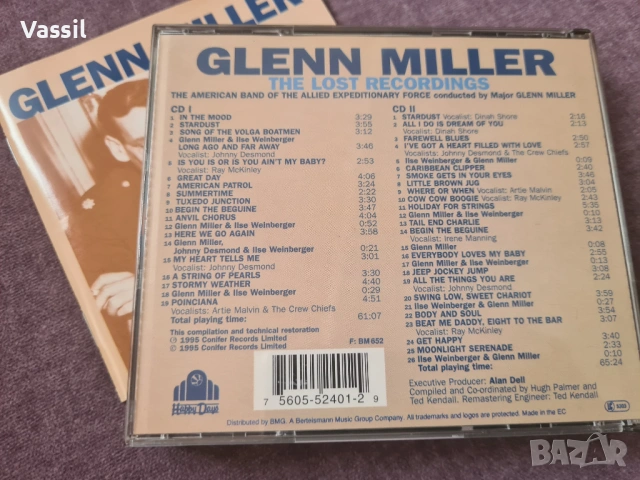 Vassil
GLENN
GLENN MILLER
THE LOST RECORDINGS
THE AMERICAN BAND OF THE ALLIED EXPEDITIONARY FORCE conducted by Major GLENN MILLER
CD I
1 IN THE MOOD 3:29
2 STARDUST 3:55
3 SONG OF THE VOLGA BOATMEN 3:12
4 Glenn Miller & Ilse Weinberger
LONG AGO AND FAR AWAY 3:46
Vocalist: Johnny Desmond
5 IS YOU IS OR IS YOU AIN'T MY BABY? 2:53
Vocalist: Ray McKinley
6 GREAT DAY 4:06
7 AMERICAN PATROL 3:24
8 SUMMERTIME 3:22
9 TUXEDO JUNCTION 3:30
10 BEGIN THE BEGUINE 3:47
11 ANVIL CHORUS 4:04
12 Glenn Miller & Ilse Weinberger 0:52
13 HERE WE GO AGAIN 3:58
14 Glenn Miller,
Johnny Desmond & Ilse Weinberger 0:21
15 MY HEART TELLS ME 3:01
Vocalist: Johnny Desmond
16 A STRING OF PEARLS 3:30
17 STORMY WEATHER 4:40
18 Glenn Miller & Ilse Weinberger 0:29
19 POINCIANA 4:51
Vocalists: Artie Malvin & The Crew Chiefs
Total playing time: 61:07
This compilation and technical restoration
℗ 1995 Conifer Records Limited
© 1995 Conifer Records Limited F: BM 652
CD II
1 STARDUST Vocalist: Dinah Shore 2:16
2 ALL I DO IS DREAM OF YOU 2:13
Vocalist: Dinah Shore
3 FAREWELL BLUES 2:50
4 I'VE GOT A HEART FILLED WITH LOVE 2:57
Vocalists: Johnny Desmond & The Crew Chiefs
5 Ilse Weinberger & Glenn Miller 0:09
6 CARIBBEAN CLIPPER 2:40
7 SMOKE GETS IN YOUR EYES 3:46
8 LITTLE BROWN JUG 3:04
9 WHERE OR WHEN Vocalist: Artie Malvin 2:05
10 COW COW BOOGIE Vocalist: Ray McKinley 2:43
11 HOLIDAY FOR STRINGS 5:35
12 Glenn Miller & Ilse Weinberger 0:10
13 TAIL END CHARLIE 3:13
14 BEGIN THE BEGUINE 4:42
Vocalist: Irene Manning
15 Glenn Miller 0:08
16 EVERYBODY LOVES MY BABY 2:55
17 Glenn Miller & Ilse Weinberger 0:13
18 JEEP JOCKEY JUMP 3:08
19 ALL THE THINGS YOU ARE 3:24
Vocalist: Johnny Desmond
20 SWING LOW, SWEET CHARIOT 3:59
21 Ilse Weinberger & Glenn Miller 0:11
22 BODY AND SOUL 3:34
23 BEAT ME DADDY, EIGHT TO THE BAR 3:07
Vocalist: Ray McKinley
24 GET HAPPY 3:40
25 MOONLIGHT SERENADE 2:55
26 Ilse Weinberger & Glenn Miller 0:10
Total playing time: 65:24
Executive Producer: Alan Dell
Compiled and Co-ordinated by Hugh Palmer and
Ted Kendall. Remastering Engineer: Ted Kendall
Happy Days
7 5605-52401-2 9
Distributed by BMG. A Bertelsmann Music Group Company. All trademarks and logos are protected. Made in the EC
BAZAR